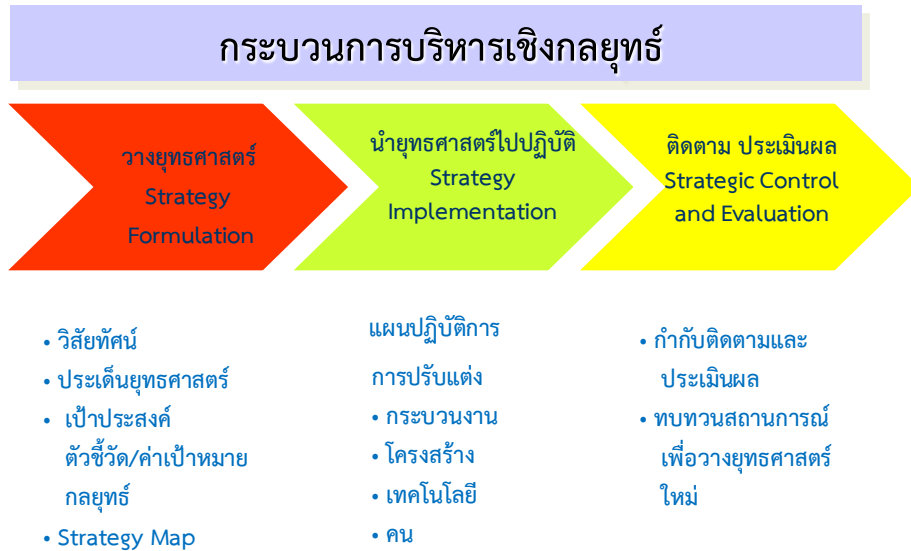 กระบวนการบริหารเชิงกลยุทธ์
วางยุทธศาสตร์
Strategy
Formulation
นำยุทธศาสตร์ไปปฏิบัติ
Strategy
Implementation
ติดตาม ประเมินผล
Strategic Control
and Evaluation
• วิสัยทัศน์
• ประเด็นยุทธศาสตร์
• เป้าประสงค์
ตัวชี้วัด/ค่าเป้าหมาย
กลยุทธ์
• Strategy Map
แผนปฏิบัติการ
การปรับแต่ง
• กระบวนงาน
• โครงสร้าง
• เทคโนโลยี
• คน
• กำกับติดตามและ
ประเมินผล
• ทบทวนสถานการณ์
เพื่อวางยุทธศาสตร์
ใหม่